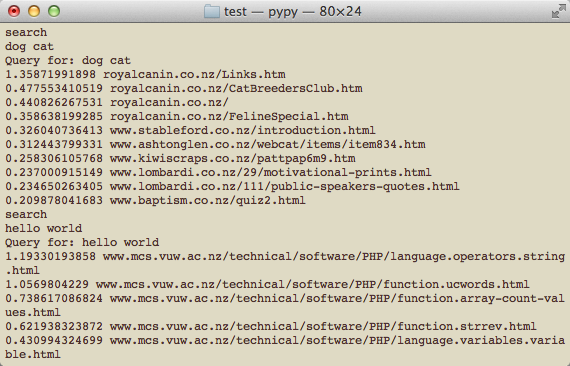 test — pypy — 80×24
search
dog cat
Query for: dog cat
1.35871991898 royalcanin.co.nz/Links.htm
0.477553410519 royalcanin.co.nz/CatBreedersClub.htm
0.440826267531 royalcanin.co.nz/
0.358638199285 royalcanin.co.nz/FelineSpecial.htm
0.326040736413 www.stableford.co.nz/introduction.html
0.312443799331 www.ashtonglen.co.nz/webcat/items/item834.htm
0.258306105768 www.kiwiscraps.co.nz/pattpap6m9.htm
0.237000915149 www.lombardi.co.nz/29/motivational-prints.html
0.234650263405 www.lombardi.co.nz/111/public-speakers-quotes.html
0.209878041683 www.baptism.co.nz/quiz2.html
search
hello world
Query for: hello world
1.19330193858 www.mcs.vuw.ac.nz/technical/software/PHP/language.operators.string
.html
1.0569804229 www.mcs.vuw.ac.nz/technical/software/PHP/function.ucwords.html
0.738617086824 www.mcs.vuw.ac.nz/technical/software/PHP/function.array-count-val
ues.html
0.621938323872 www.mcs.vuw.ac.nz/technical/software/PHP/function.strrev.html
0.430994324699 www.mcs.vuw.ac.nz/technical/software/PHP/language.variables.varia
ble.html